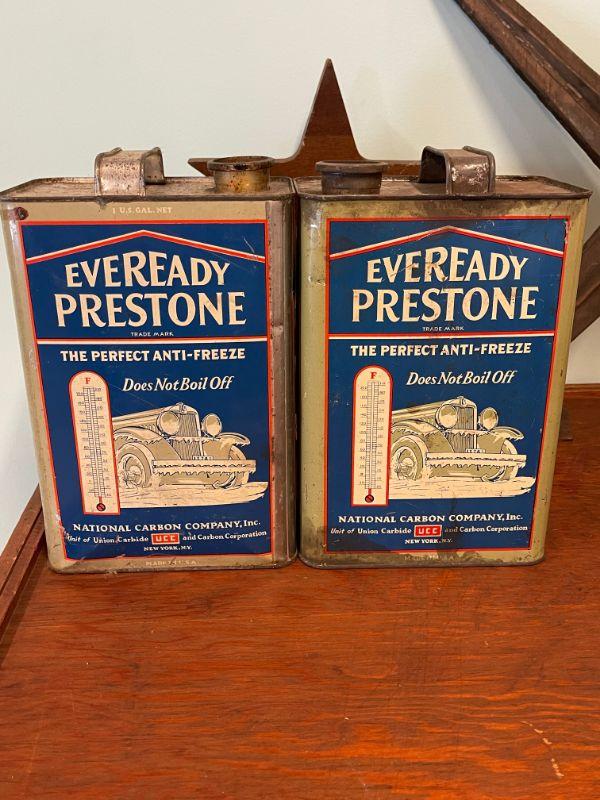 1 U.S. GAL. NET
EVEREADY
PRESTONE
TRADE MARK
THE PERFECT ANTI-FREEZE
Does Not Boil Off
F
NATIONAL CARBON COMPANY, Inc.
Unit of Union Carbide UCC and Carbon Corporation
NEW YORK, N.Y.
MADE IN U.S.A.
EVEREADY
PRESTONE
TRADE MARK
THE PERFECT ANTI-FREEZE
Does Not Boil Off
F
NATIONAL CARBON COMPANY, Inc.
Unit of Union Carbide UCC and Carbon Corporation
NEW YORK, N.Y.